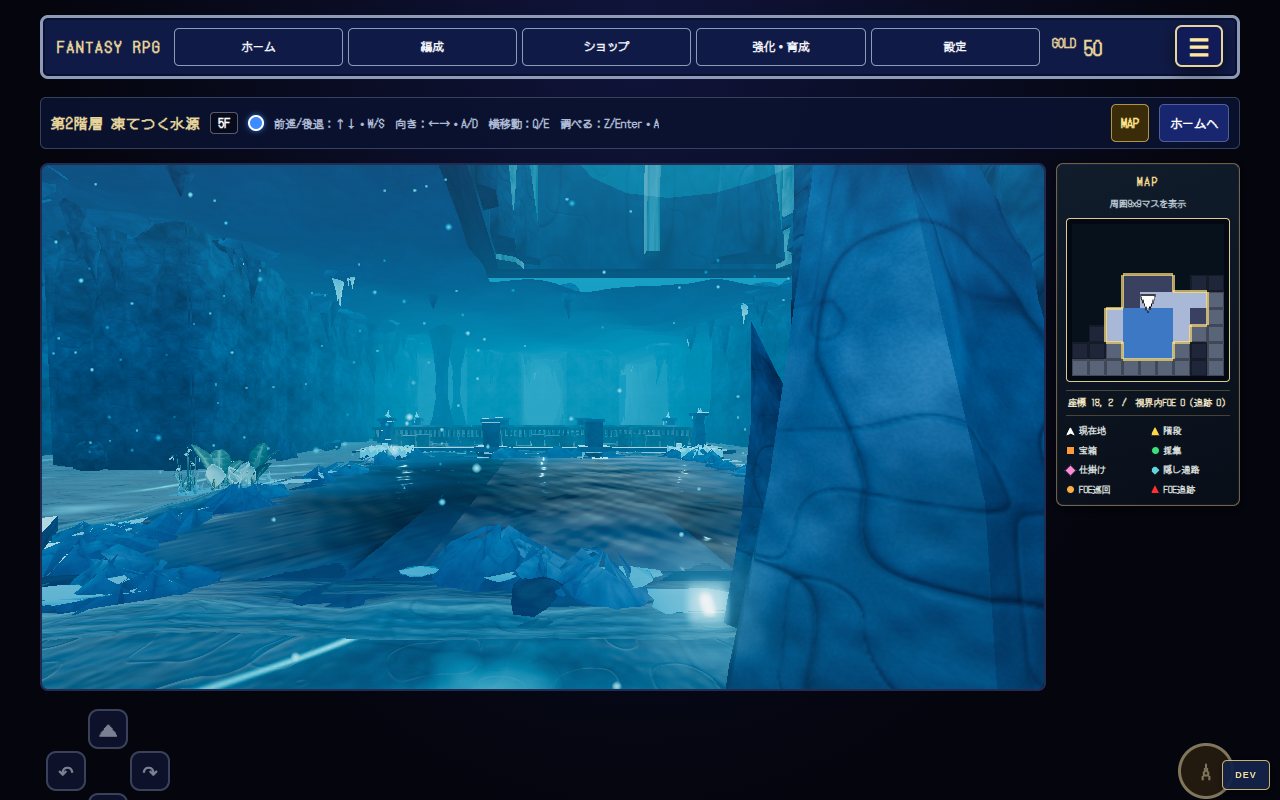 FANTASY RPG
ホーム
編成
ショップ
強化・育成
設定
GOLD 50
第2階層 凍てつく水源
5F
前進/後退：↑↓・W/S 向き：←→・A/D 横移動：Q/E 調べる：Z/Enter・A
MAP
ホームへ
MAP
周囲9x9マスを表示
座標 18, 2 / 視界内FOE 0 (追跡 0)
現在地
階段
宝箱
採集
仕掛け
隠し通路
FOE巡回
FOE追跡
A
DEV